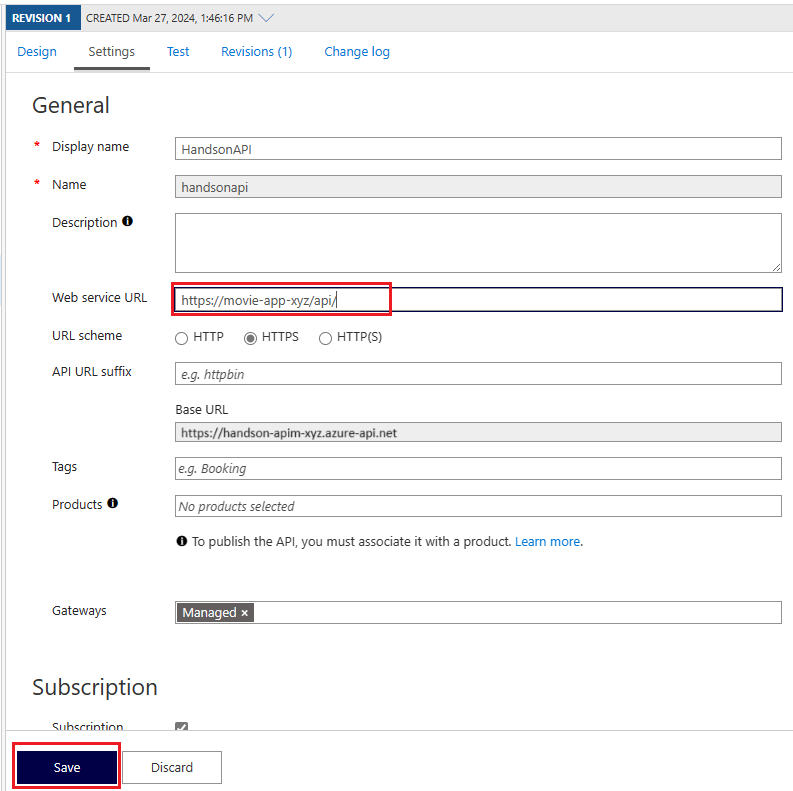 REVISION 1 CREATED Mar 27, 2024, 1:46:16 PM
Design Settings Test Revisions (1) Change log
General
* Display name HandsonAPI
* Name handsonapi
Description
Web service URL https://movie-app-xyz/api/
URL scheme HTTP HTTPS HTTP(S)
API URL suffix e.g. httpbin
Base URL
https://handson-apim-xyz.azure-api.net
Tags e.g. Booking
Products No products selected
To publish the API, you must associate it with a product. Learn more.
Gateways Managed ×
Subscription
Subscription
Save Discard